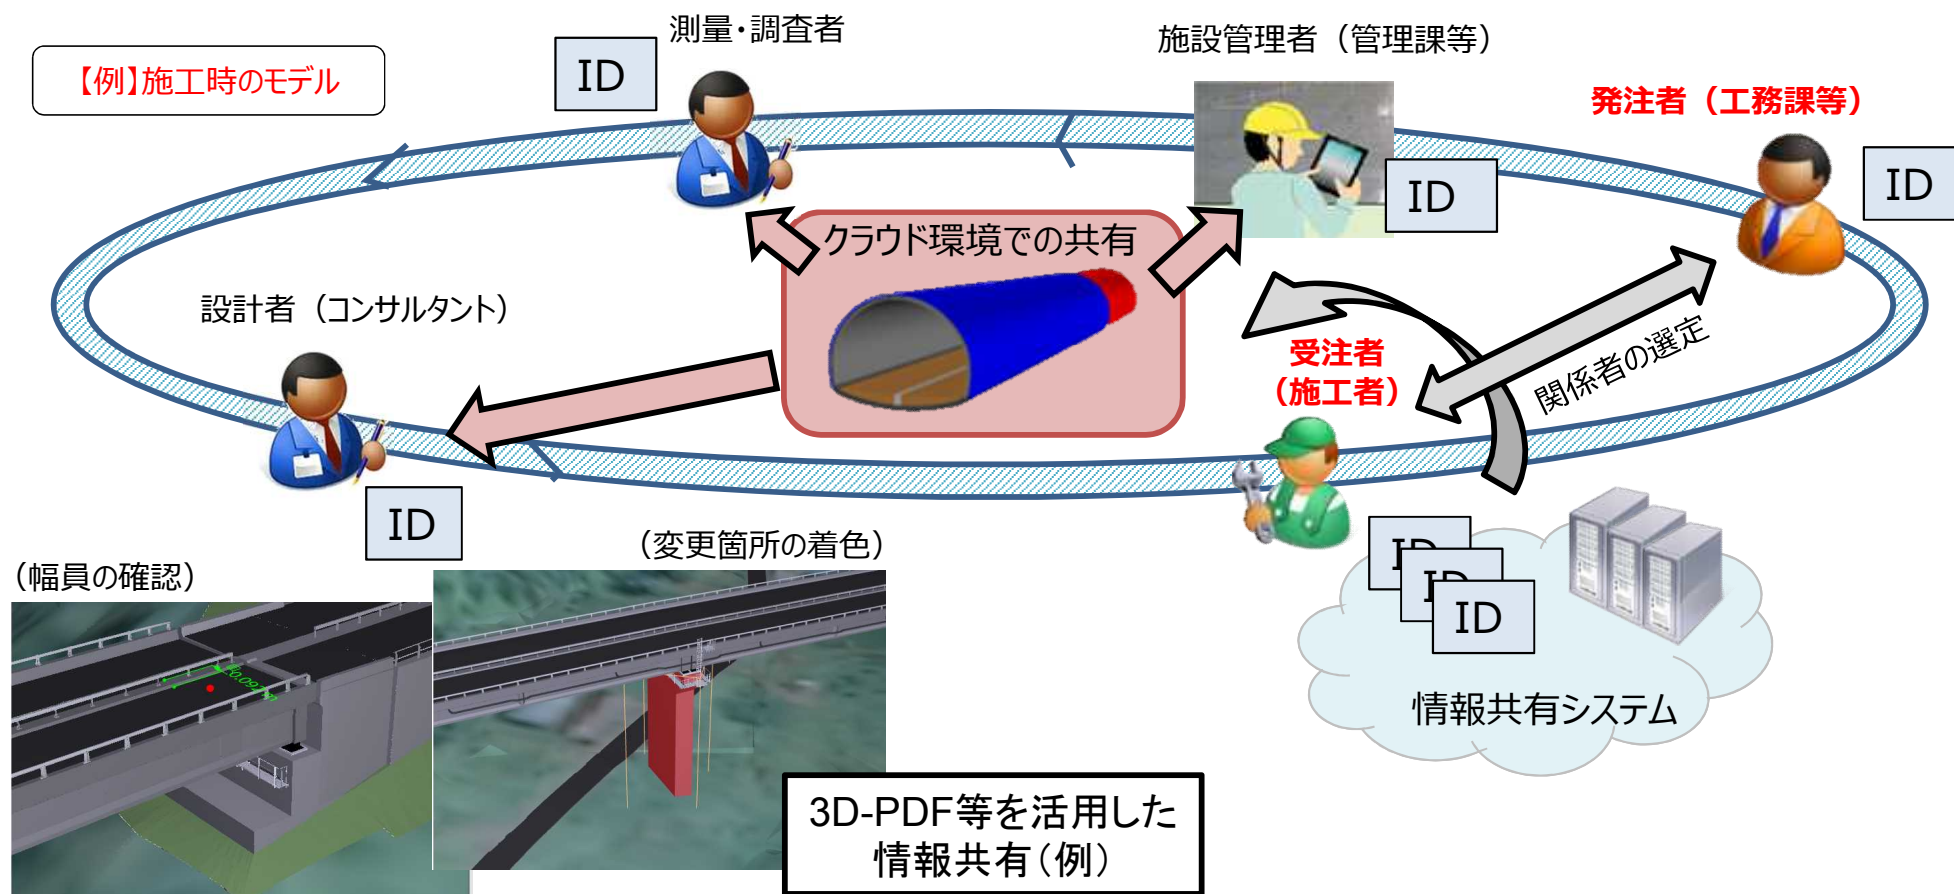 【例】施工時のモデル
測量・調査者
ID
施設管理者（管理課等）
ID
発注者（工務課等）
ID
クラウド環境での共有
設計者（コンサルタント）
ID
受注者
（施工者）
関係者の選定
ID
ID
ID
情報共有システム
（幅員の確認）
（変更箇所の着色）
3D-PDF等を活用した
情報共有（例）